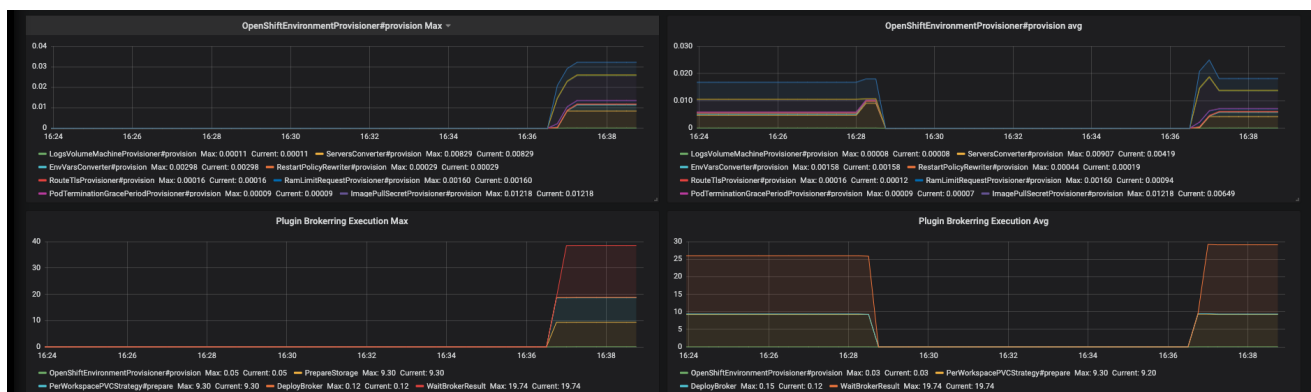 OpenShiftEnvironmentProvisioner#provision Max
0.04
0.03
0.02
0.01
0
16:24 16:26 16:28 16:30 16:32 16:34 16:36 16:38
LogsVolumeMachineProvisioner#provision Max: 0.00011 Current: 0.00011 ServersConverter#provision Max: 0.00829 Current: 0.00829
EnvVarsConverter#provision Max: 0.00298 Current: 0.00298 RestartPolicyRewriter#provision Max: 0.00029 Current: 0.00029
RouteTlsProvisioner#provision Max: 0.00016 Current: 0.00016 RamLimitRequestProvisioner#provision Max: 0.00160 Current: 0.00160
PodTerminationGracePeriodProvisioner#provision Max: 0.00009 Current: 0.00009 ImagePullSecretProvisioner#provision Max: 0.01218 Current: 0.01218
OpenShiftEnvironmentProvisioner#provision avg
0.030
0.020
0.010
0
16:24 16:26 16:28 16:30 16:32 16:34 16:36 16:38
LogsVolumeMachineProvisioner#provision Max: 0.00008 Current: 0.00008 ServersConverter#provision Max: 0.00907 Current: 0.00419
EnvVarsConverter#provision Max: 0.00158 Current: 0.00158 RestartPolicyRewriter#provision Max: 0.00044 Current: 0.00019
RouteTlsProvisioner#provision Max: 0.00016 Current: 0.00012 RamLimitRequestProvisioner#provision Max: 0.00160 Current: 0.00094
PodTerminationGracePeriodProvisioner#provision Max: 0.00009 Current: 0.00007 ImagePullSecretProvisioner#provision Max: 0.01218 Current: 0.00649
Plugin Brokerring Execution Max
40
30
20
10
0
16:24 16:26 16:28 16:30 16:32 16:34 16:36 16:38
OpenShiftEnvironmentProvisioner#provision Max: 0.05 Current: 0.05 PrepareStorage Max: 9.30 Current: 9.30
PerWorkspacePVCStrategy#prepare Max: 9.30 Current: 9.30 DeployBroker Max: 0.12 Current: 0.12 WaitBrokerResult Max: 19.74 Current: 19.74
Plugin Brokerring Execution Avg
30
25
20
15
10
5
0
16:24 16:26 16:28 16:30 16:32 16:34 16:36 16:38
OpenShiftEnvironmentProvisioner#provision Max: 0.03 Current: 0.03 PerWorkspacePVCStrategy#prepare Max: 9.30 Current: 9.20
DeployBroker Max: 0.15 Current: 0.12 WaitBrokerResult Max: 19.74 Current: 19.74